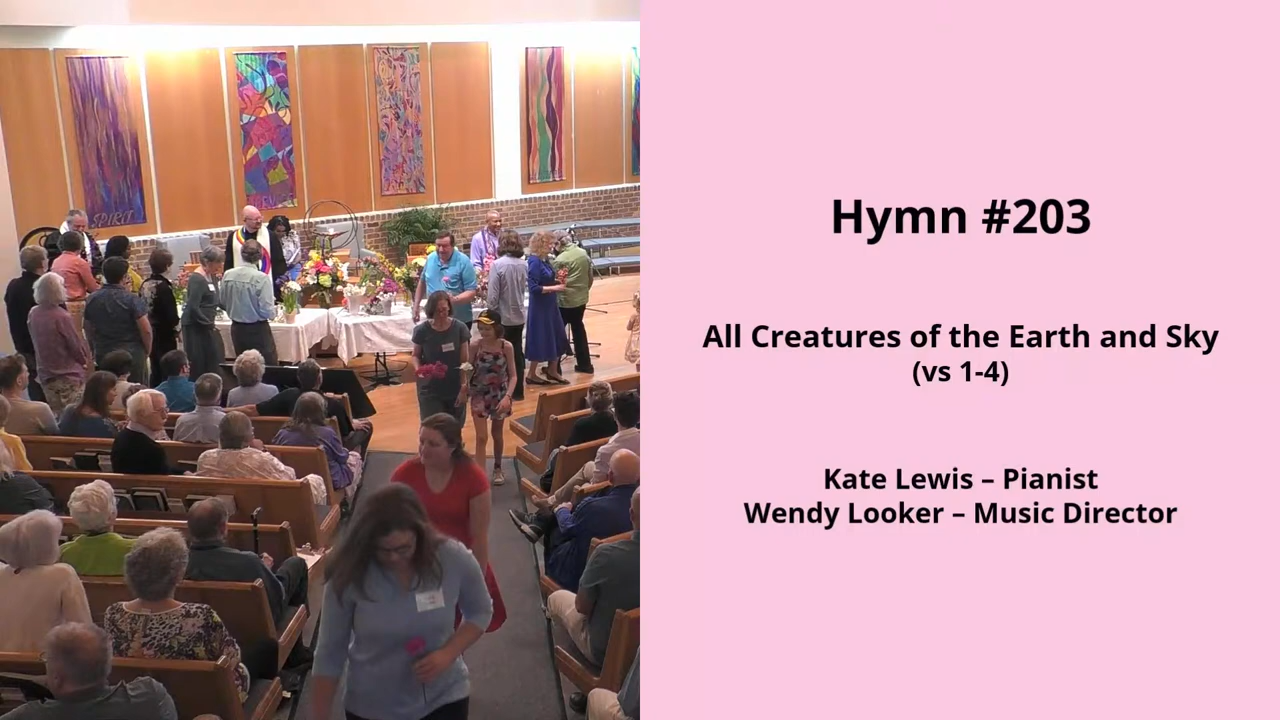 SPIRIT
Hymn #203
All Creatures of the Earth and Sky
(vs 1-4)
Kate Lewis – Pianist
Wendy Looker – Music Director